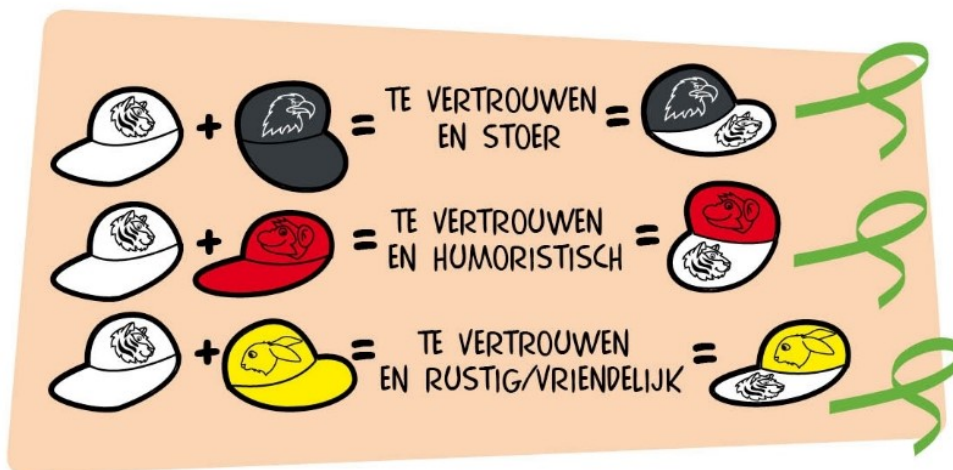 + = TE VERTROUWEN =
EN STOER
+ = TE VERTROUWEN =
EN HUMORISTISCH
+ = TE VERTROUWEN =
EN RUSTIG/VRIENDELIJK